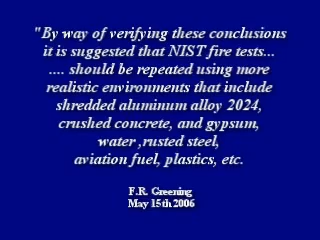 "By way of verifying these conclusions
it is suggested that NIST fire tests...
.... should be repeated using more
realistic environments that include
shredded aluminum alloy 2024,
crushed concrete, and gypsum,
water ,rusted steel,
aviation fuel, plastics, etc.
F.R. Greening
May 15th 2006